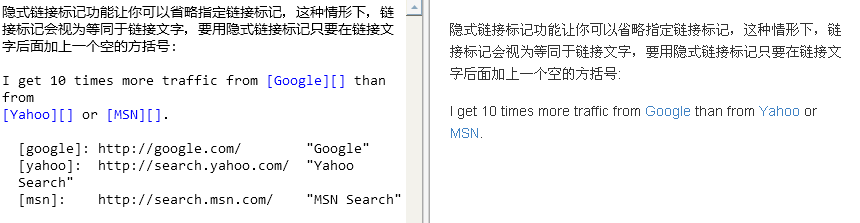 隐式链接标记功能让你可以省略指定链接标记，这种情形下，链
接标记会视为等同于链接文字，要用隐式链接标记只要在链接文
字后面加上一个空的方括号:
I get 10 times more traffic from [Google][] than
from
[Yahoo][] or [MSN][].
[google]: http://google.com/        "Google"
[yahoo]:  http://search.yahoo.com/  "Yahoo
Search"
[msn]:    http://search.msn.com/    "MSN Search"
隐式链接标记功能让你可以省略指定链接标记，这种情形下，链
接标记会视为等同于链接文字，要用隐式链接标记只要在链接文
字后面加上一个空的方括号:
I get 10 times more traffic from Google than from Yahoo or
MSN.